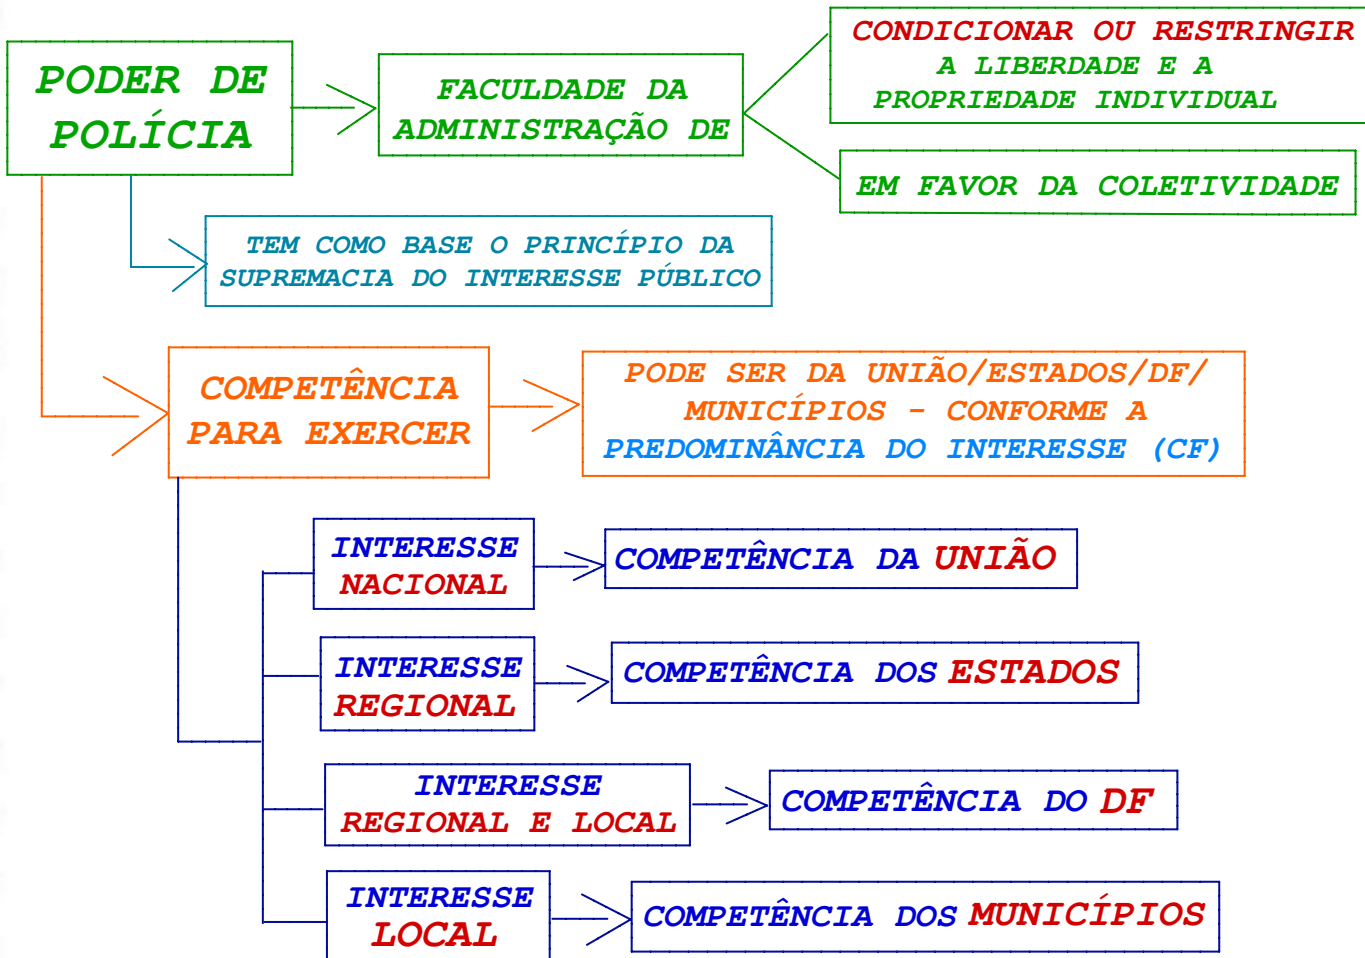 PODER DE
POLÍCIA
FACULDADE DA
ADMINISTRAÇÃO DE
CONDICIONAR OU RESTRINGIR
A LIBERDADE E A
PROPRIEDADE INDIVIDUAL
EM FAVOR DA COLETIVIDADE
TEM COMO BASE O PRINCÍPIO DA
SUPREMACIA DO INTERESSE PÚBLICO
COMPETÊNCIA
PARA EXERCER
PODE SER DA UNIÃO/ESTADOS/DF/
MUNICÍPIOS - CONFORME A
PREDOMINÂNCIA DO INTERESSE (CF)
INTERESSE
NACIONAL
COMPETÊNCIA DA UNIÃO
INTERESSE
REGIONAL
COMPETÊNCIA DOS ESTADOS
INTERESSE
REGIONAL E LOCAL
COMPETÊNCIA DO DF
INTERESSE
LOCAL
COMPETÊNCIA DOS MUNICÍPIOS